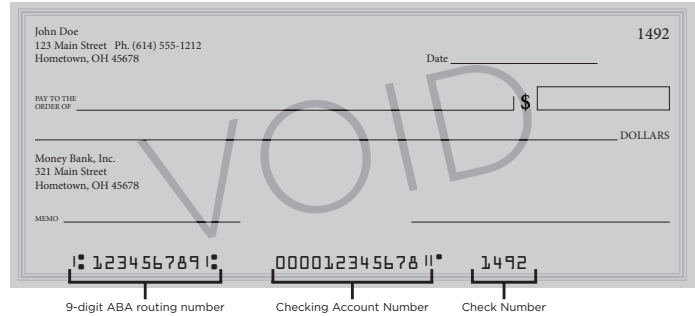 John Doe
1492
123 Main Street Ph. (614) 555-1212
Hometown, OH 45678
Date
PAY TO THE
ORDER OF
$
DOLLARS
VOID
Money Bank, Inc.
321 Main Street
Hometown, OH 45678
MEMO
⑆123456789⑆ 000012345678⑈ 1492
9-digit ABA routing number Checking Account Number Check Number